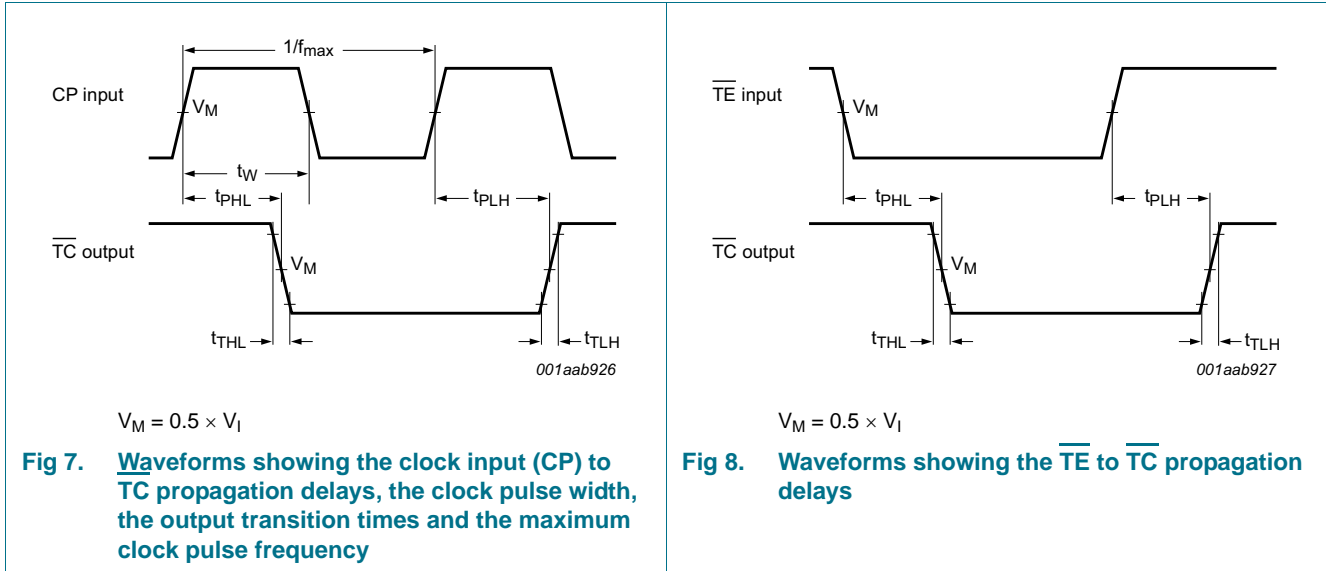 1/fmax
CP input
VM
tW
tPHL
tPLH
TC output
VM
tTHL
tTLH
001aab926
VM = 0.5 × VI
Fig 7. Waveforms showing the clock input (CP) to
TC propagation delays, the clock pulse width,
the output transition times and the maximum
clock pulse frequency
TE input
VM
tPHL
tPLH
TC output
VM
tTHL
tTLH
001aab927
VM = 0.5 × VI
Fig 8. Waveforms showing the TE to TC propagation
delays